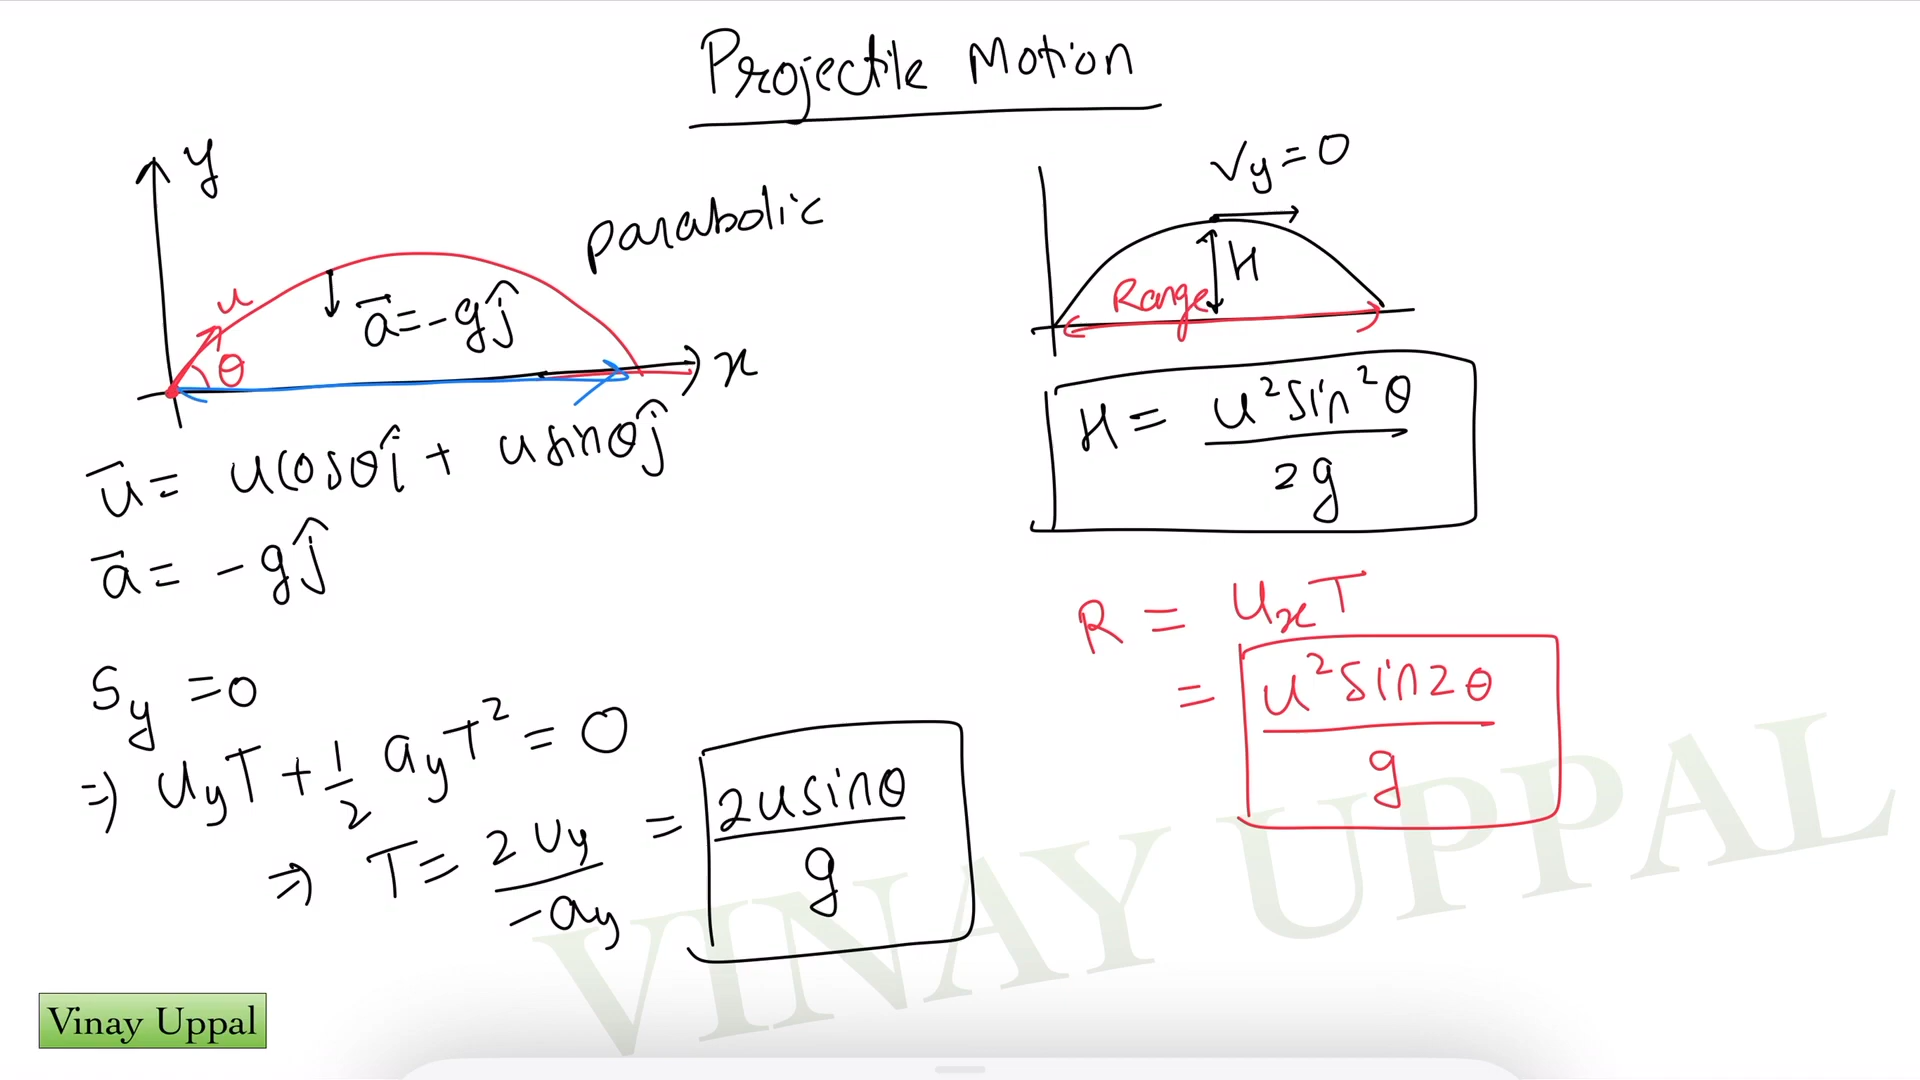 Projectile Motion
y
parabolic
u
θ
a⃗ = -gĵ
x
u⃗ = ucosθî + usinθĵ
a⃗ = -gĵ
Sy = 0
⇒ uyT + 1/2 ayT² = 0
⇒ T = 2uy/-ay = 2usinθ/g
Vy = 0
H
Range
H = u²sin²θ/2g
R = uxT
= u²sin2θ/g
VINAY UPPAL
Vinay Uppal